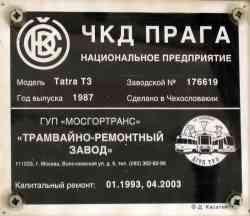 ЧКД ПРАГА
НАЦИОНАЛЬНОЕ ПРЕДПРИЯТИЕ
Модель Tatra T3 Заводской № 176619
Год выпуска 1987 Сделано в Чехословакии
ГУП «МОСГОРТРАНС»
«ТРАМВАЙНО-РЕМОНТНЫЙ
ЗАВОД»
г. Москва,
Капитальный ремонт: 01.1993, 04.2003